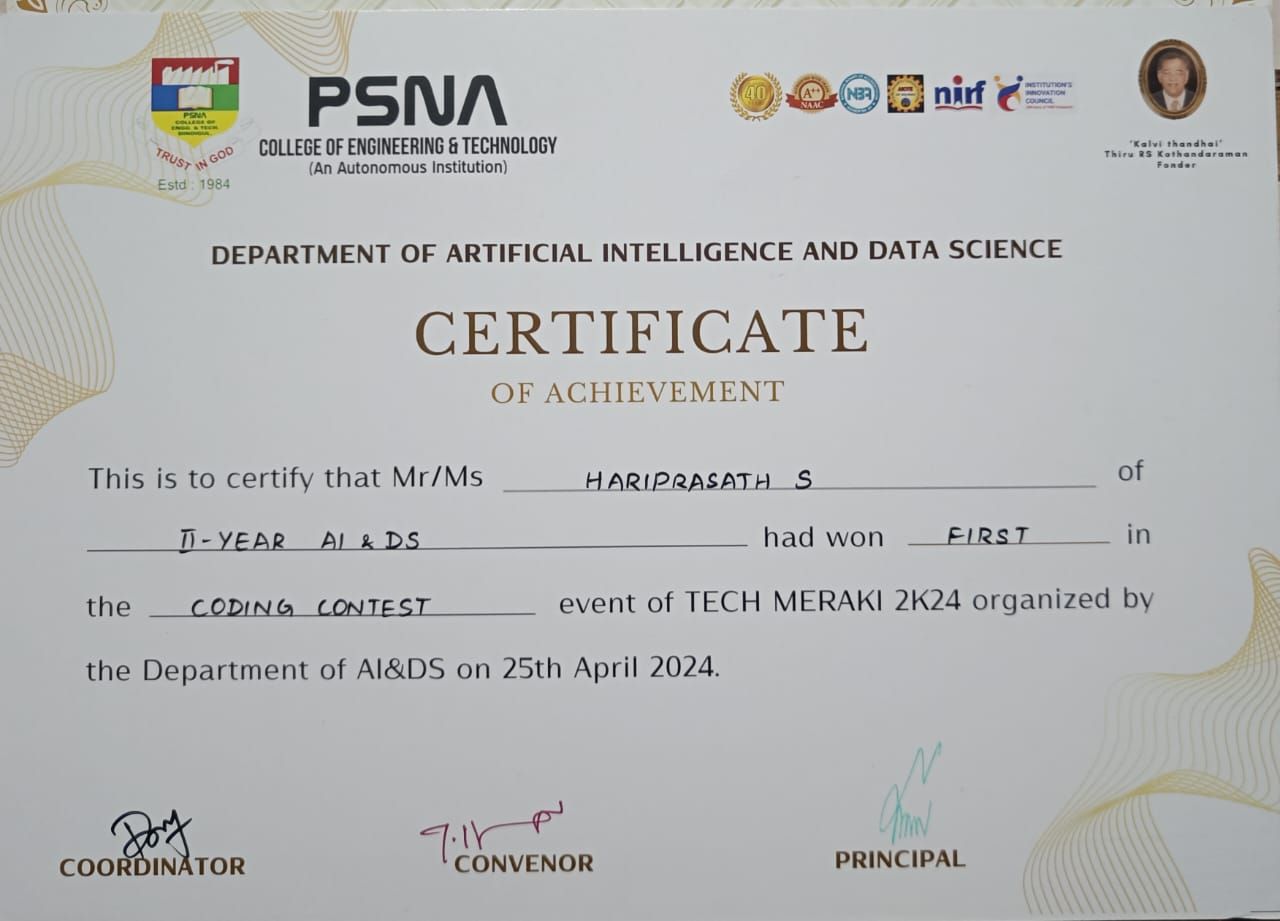 PSNA
COLLEGE OF
ENGG. & TECH.
DINDIGUL.
TRUST IN GOD
Estd : 1984
PSNA
COLLEGE OF ENGINEERING & TECHNOLOGY
(An Autonomous Institution)
40
A++
NAAC
NBA
AICTE
nirf
INSTITUTION'S
INNOVATION
COUNCIL
'Kalvi thandhai'
Thiru RS Kothandaraman
Fonder
DEPARTMENT OF ARTIFICIAL INTELLIGENCE AND DATA SCIENCE
CERTIFICATE
OF ACHIEVEMENT
This is to certify that Mr/Ms HARIPRASATH S of
II-YEAR AI & DS had won FIRST in
the CODING CONTEST event of TECH MERAKI 2K24 organized by
the Department of AI&DS on 25th April 2024.
COORDINATOR
CONVENOR
PRINCIPAL